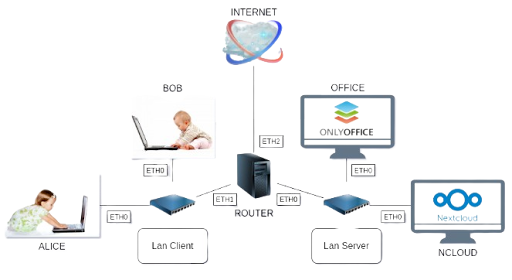 INTERNET
BOB
OFFICE
ONLYOFFICE
ETH2
ETH0
ETH0
ETH1
ETH0
ROUTER
ETH0
ETH0
Nextcloud
ALICE
Lan Client
Lan Server
NCLOUD